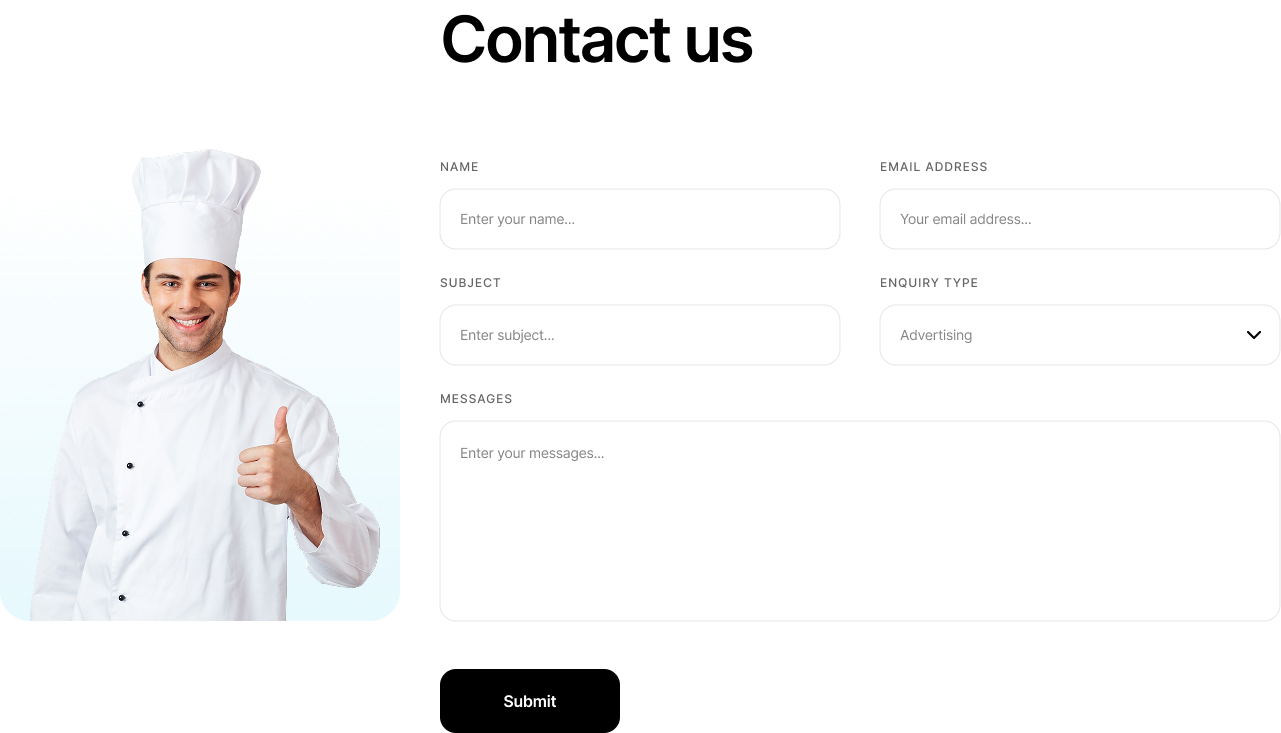 Contact us
NAME
EMAIL ADDRESS
Enter your name...
Your email address...
SUBJECT
ENQUIRY TYPE
Enter subject...
Advertising
MESSAGES
Enter your messages...
Submit